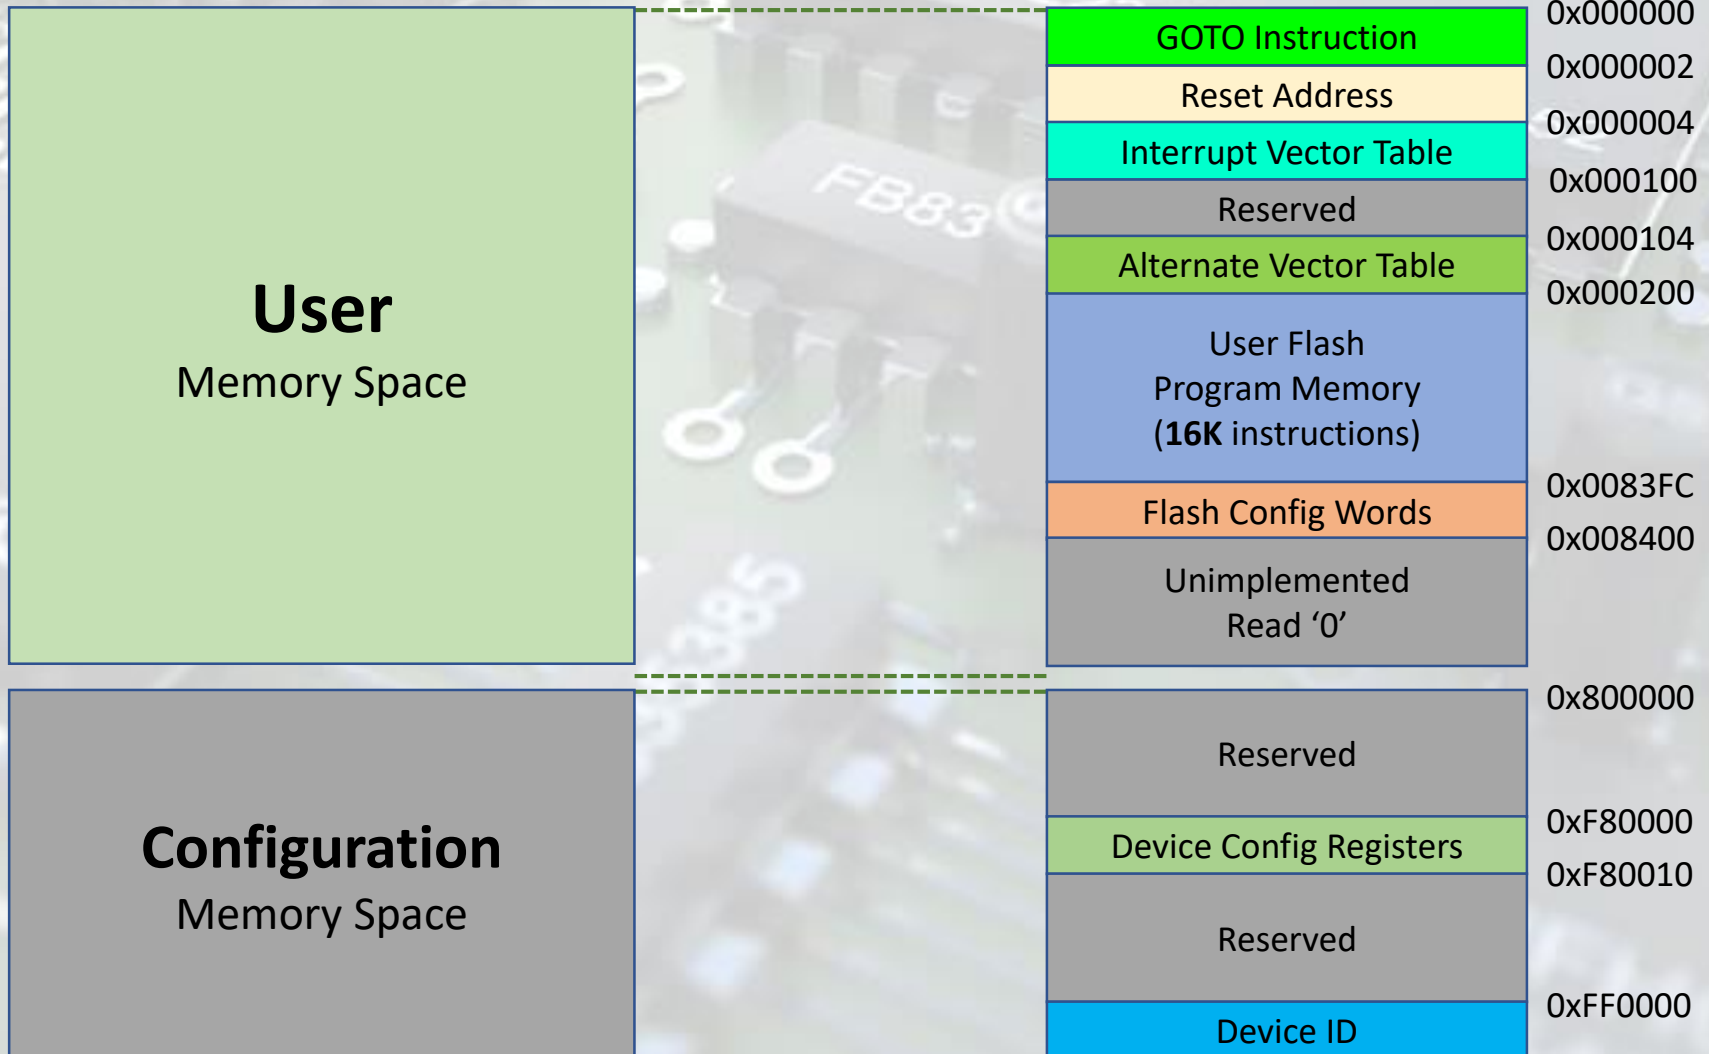 User
Memory Space
GOTO Instruction
Reset Address
Interrupt Vector Table
Reserved
Alternate Vector Table
User Flash
Program Memory
(16K instructions)
Flash Config Words
Unimplemented
Read ‘0’
0x000000
0x000002
0x000004
0x000100
0x000104
0x000200
0x0083FC
0x008400
FB83
Configuration
Memory Space
Reserved
Device Config Registers
Reserved
Device ID
0x800000
0xF80000
0xF80010
0xFF0000